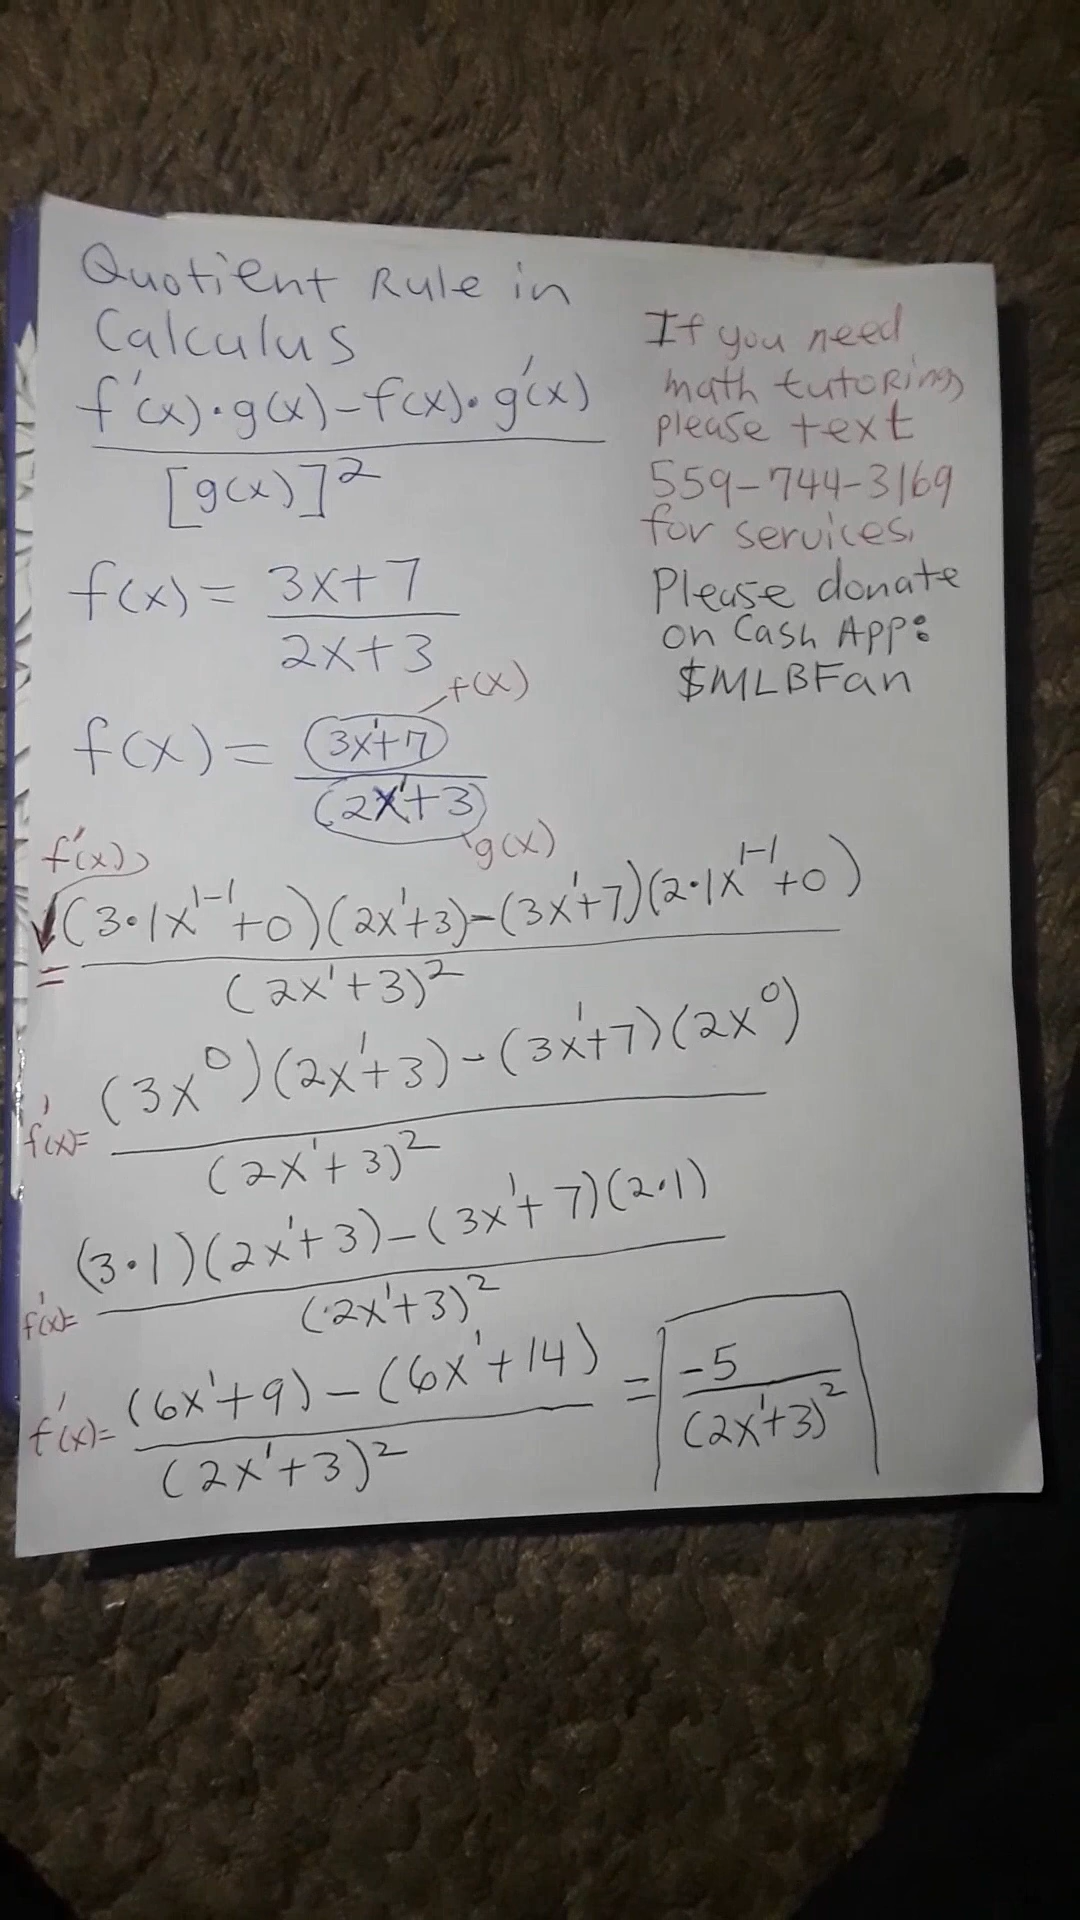 Quotient Rule in
Calculus
f'(x)·g(x)-f(x)·g'(x)
[g(x)]²
f(x)= 3x+7
2x+3
f(x)
f(x)= (3x¹+7)
(2x¹+3)
g(x)
f'(x)
(3·1x¹⁻¹+0)(2x¹+3)-(3x¹+7)(2·1x¹⁻¹+0)
=
(2x¹+3)²
(3x⁰)(2x¹+3)-(3x¹+7)(2x⁰)
f'(x)=
(2x¹+3)²
(3·1)(2x¹+3)-(3x¹+7)(2·1)
f'(x)=
(2x¹+3)²
f'(x)= (6x¹+9)-(6x¹+14) = -5
(2x¹+3)² (2x¹+3)²
If you need
math tutoring,
please text
559-744-3169
for services.
Please donate
on Cash App:
$MLBFan